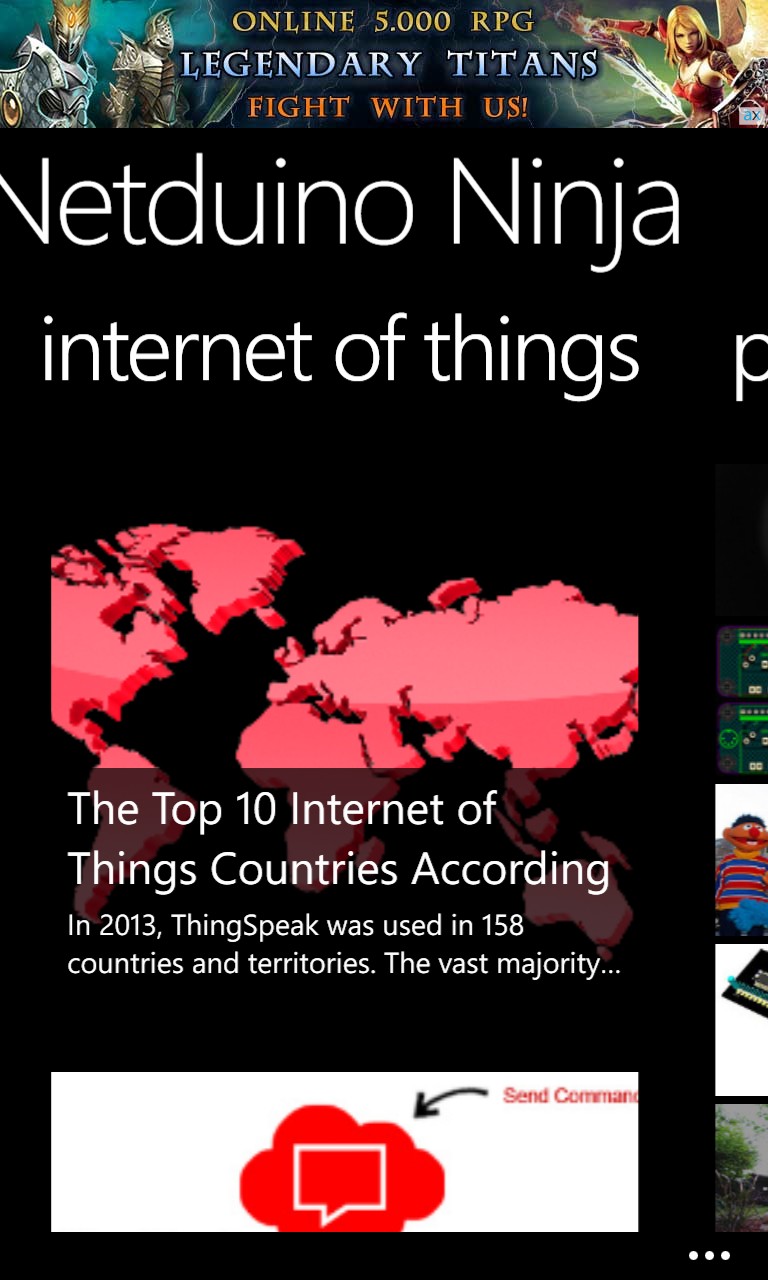 ONLINE 5.000 RPG
LEGENDARY TITANS
FIGHT WITH US!
ax
Netduino Ninja
internet of things
p
The Top 10 Internet of
Things Countries According
In 2013, ThingSpeak was used in 158
countries and territories. The vast majority...
Send Comman